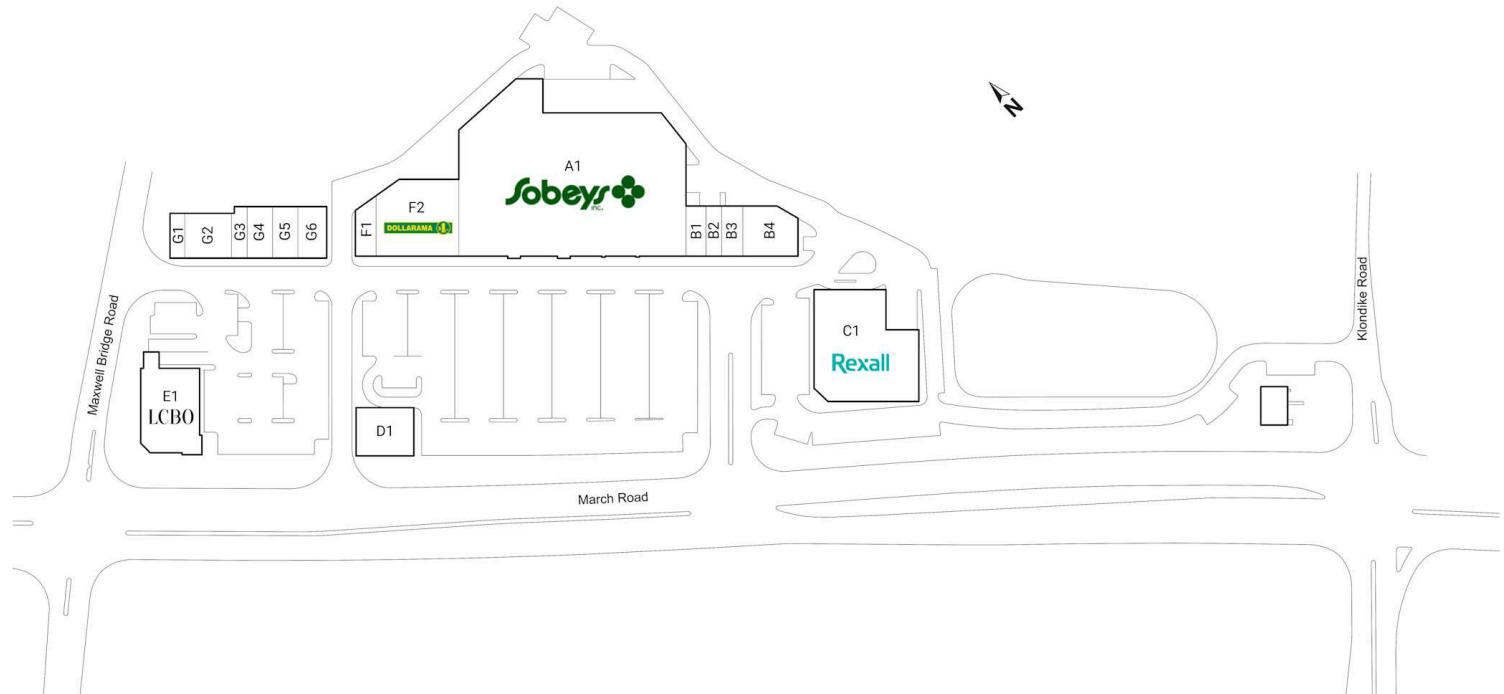 N
A1
Sobeys
INC.
F2
DOLLARAMA
F1
G1
G2
G3
G4
G5
G6
B1
B2
B3
B4
C1
Rexall
E1
LCBO
D1
Maxwell Bridge Road
Klondike Road
March Road